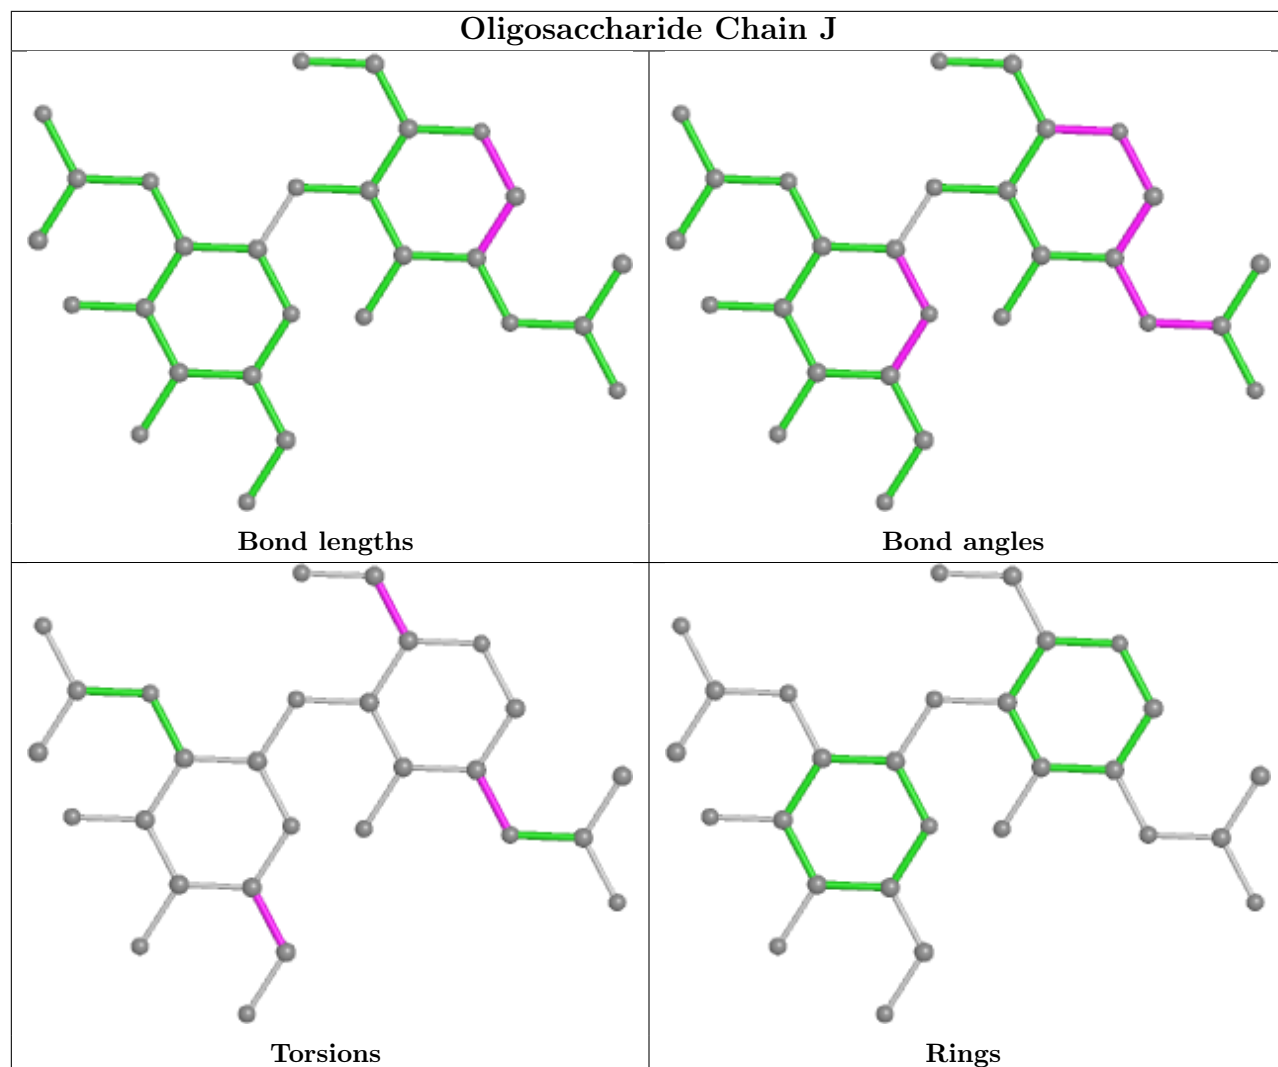 Oligosaccharide Chain J
Bond lengths
Bond angles
Torsions
Rings